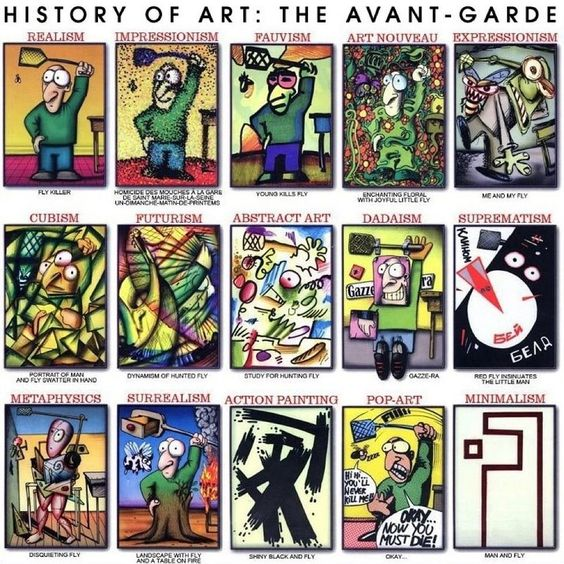 HISTORY OF ART: THE AVANT-GARDE
REALISM
IMPRESSIONISM
FAUVISM
ART NOUVEAU
EXPRESSIONISM
FLY KILLER
HOMICIDE DES MOUCHES À LA GARE
DE SAINT MARIE-SUR-LA-SEINE
UN-DIMANCHE-MATIN-DE-PRINTEMPS
YOUNG KILLS FLY
ENCHANTING FLORAL
WITH JOYFUL LITTLE FLY
ME AND MY FLY
CUBISM
FUTURISM
ABSTRACT ART
DADAISM
SUPREMATISM
Gazze
ra
БЕЙ
БЕЛД
PORTRAIT OF MAN
AND FLY SWATTER IN HAND
DYNAMISM OF HUNTED FLY
STUDY FOR HUNTING FLY
GAZZE-RA
RED FLY INSINUATES
THE LITTLE MAN
METAPHYSICS
SURREALISM
ACTION PAINTING
POP-ART
MINIMALISM
Hi Hi...
YOU'LL
NEVER
KILL ME!!
OKAY...
NOW YOU
MUST DIE!
DISQUIETING FLY
LANDSCAPE WITH FLY
AND A TABLE ON FIRE
SHINY BLACK AND FLY
OKAY...
MAN AND FLY